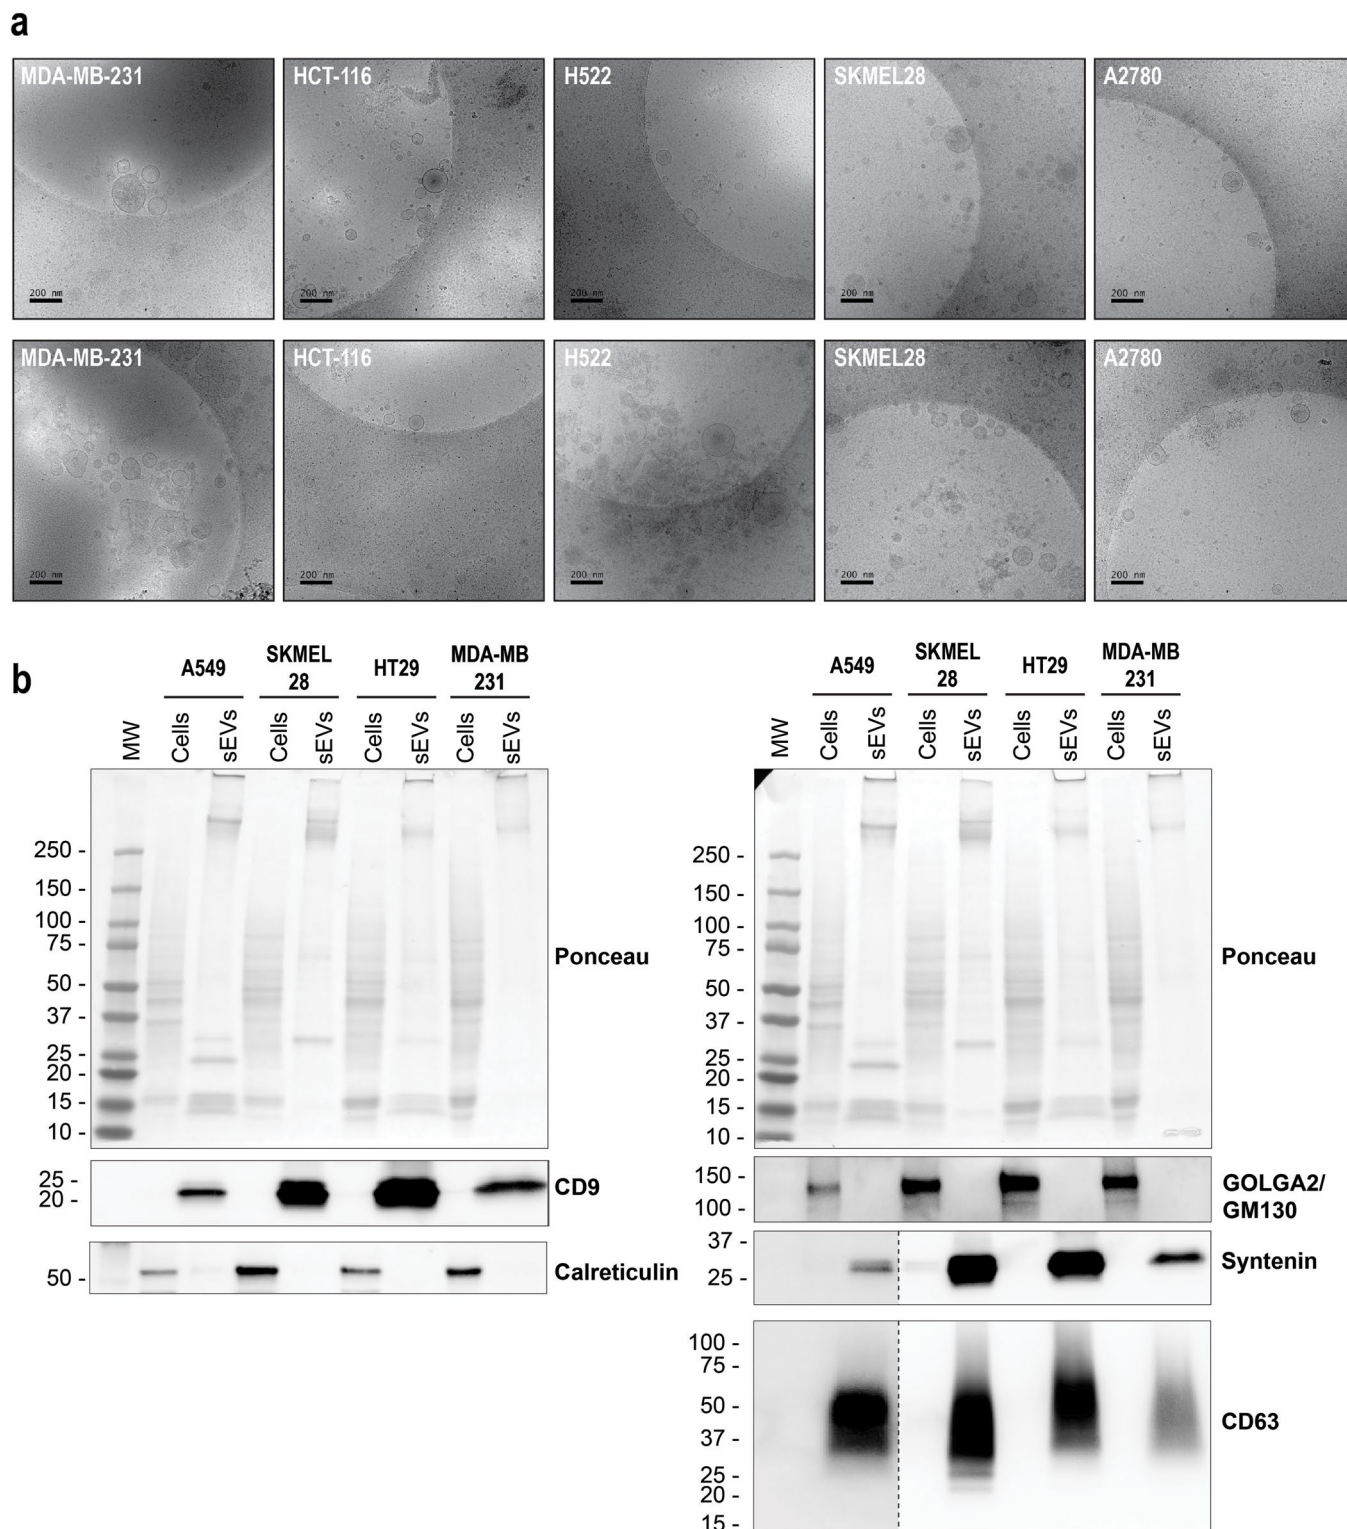 a
MDA-MB-231 HCT-116 H522 SKMEL28 A2780
200 nm 200 nm 200 nm 200 nm 200 nm
MDA-MB-231 HCT-116 H522 SKMEL28 A2780
200 nm 200 nm 200 nm 200 nm 200 nm
b
A549 SKMEL 28 HT29 MDA-MB 231
MW Cells sEVs Cells sEVs Cells sEVs Cells sEVs
250 -
150 -
100 -
75 -
50 -
37 -
25 -
20 -
15 -
10 -
Ponceau
25 -
20 -
CD9
50 -
Calreticulin
A549 SKMEL 28 HT29 MDA-MB 231
MW Cells sEVs Cells sEVs Cells sEVs Cells sEVs
250 -
150 -
100 -
75 -
50 -
37 -
25 -
20 -
15 -
10 -
Ponceau
150 -
100 -
GOLGA2/
GM130
37 -
25 -
Syntenin
100 -
75 -
50 -
37 -
25 -
20 -
15 -
CD63